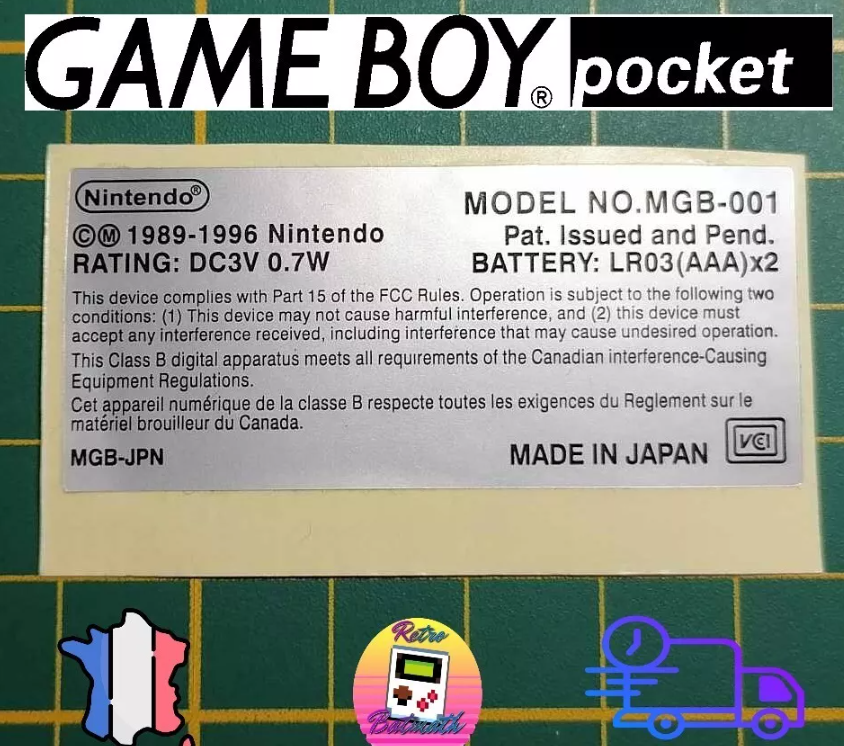 GAME BOY® pocket
Nintendo®
MODEL NO.MGB-001
©Ⓜ 1989-1996 Nintendo
Pat. Issued and Pend.
RATING: DC3V 0.7W
BATTERY: LR03(AAA)x2
This device complies with Part 15 of the FCC Rules. Operation is subject to the following two
conditions: (1) This device may not cause harmful interference, and (2) this device must
accept any interference received, including interference that may cause undesired operation.
This Class B digital apparatus meets all requirements of the Canadian interference-Causing
Equipment Regulations.
Cet appareil numérique de la classe B respecte toutes les exigences du Reglement sur le
matériel brouilleur du Canada.
MGB-JPN
MADE IN JAPAN
VCI
Retro